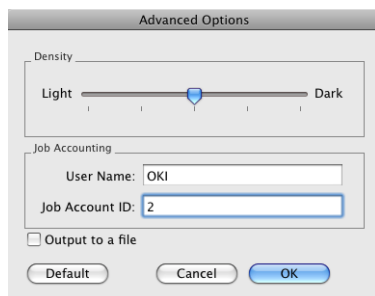 Advanced Options
Density
Light Dark
Job Accounting
User Name: OKI
Job Account ID: 2
Output to a file
Default Cancel OK